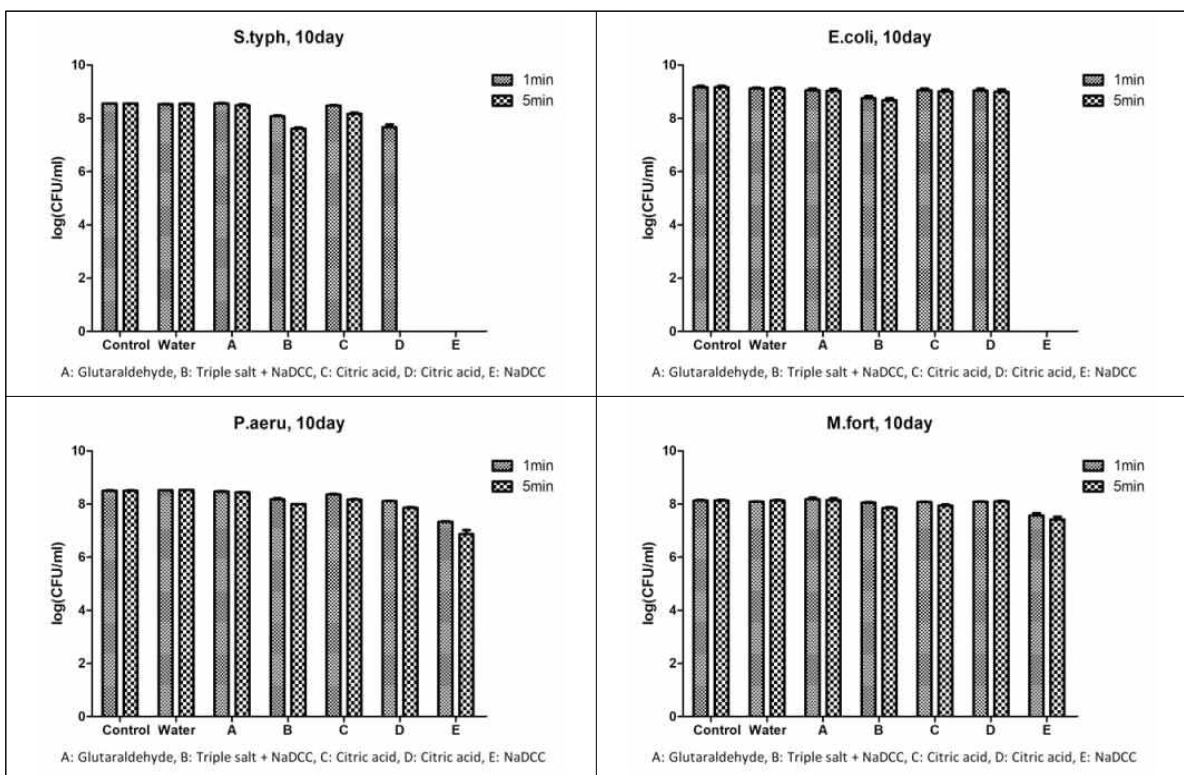 S.typh, 10day
10
8
6
4
2
0
log(CFU/ml)
1min
5min
Control Water A B C D E
A: Glutaraldehyde, B: Triple salt + NaDCC, C: Citric acid, D: Citric acid, E: NaDCC
E.coli, 10day
10
8
6
4
2
0
log(CFU/ml)
1min
5min
Control Water A B C D E
A: Glutaraldehyde, B: Triple salt + NaDCC, C: Citric acid, D: Citric acid, E: NaDCC
P.aeru, 10day
10
8
6
4
2
0
log(CFU/ml)
1min
5min
Control Water A B C D E
A: Glutaraldehyde, B: Triple salt + NaDCC, C: Citric acid, D: Citric acid, E: NaDCC
M.fort, 10day
10
8
6
4
2
0
log(CFU/ml)
1min
5min
Control Water A B C D E
A: Glutaraldehyde, B: Triple salt + NaDCC, C: Citric acid, D: Citric acid, E: NaDCC